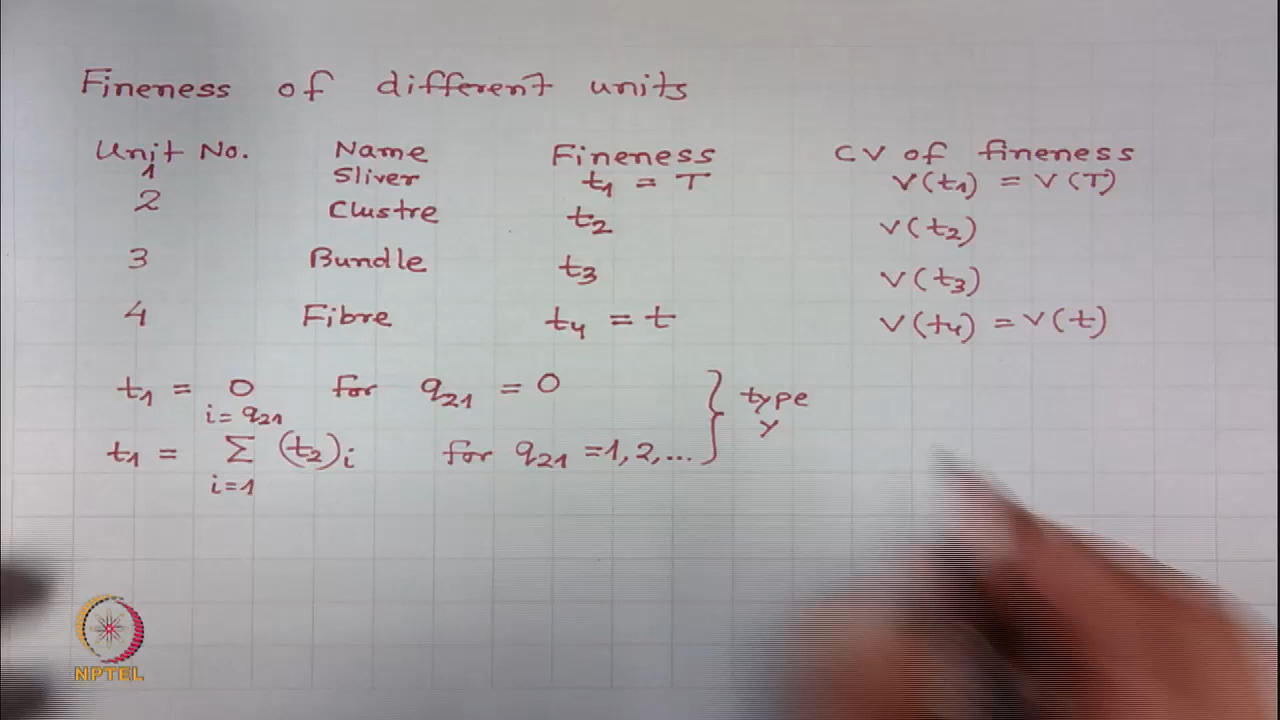 Fineness of different units
Unit No. Name Fineness CV of fineness
1 Sliver t₁ = T v(t₁) = v(T)
2 Clustre t₂ v(t₂)
3 Bundle t₃ v(t₃)
4 Fibre t₄ = t v(t₄) = v(t)
t₁ = 0 for q₂₁ = 0
i=q₂₁
t₁ = Σ (t₂)ᵢ for q₂₁ =1,2,...
i=1
} type
y
NPTEL